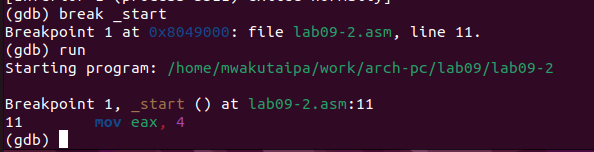 (gdb) break _start
Breakpoint 1 at 0x8049000: file lab09-2.asm, line 11.
(gdb) run
Starting program: /home/mwakutaipa/work/arch-pc/lab09/lab09-2
Breakpoint 1, _start () at lab09-2.asm:11
11 mov eax, 4
(gdb)